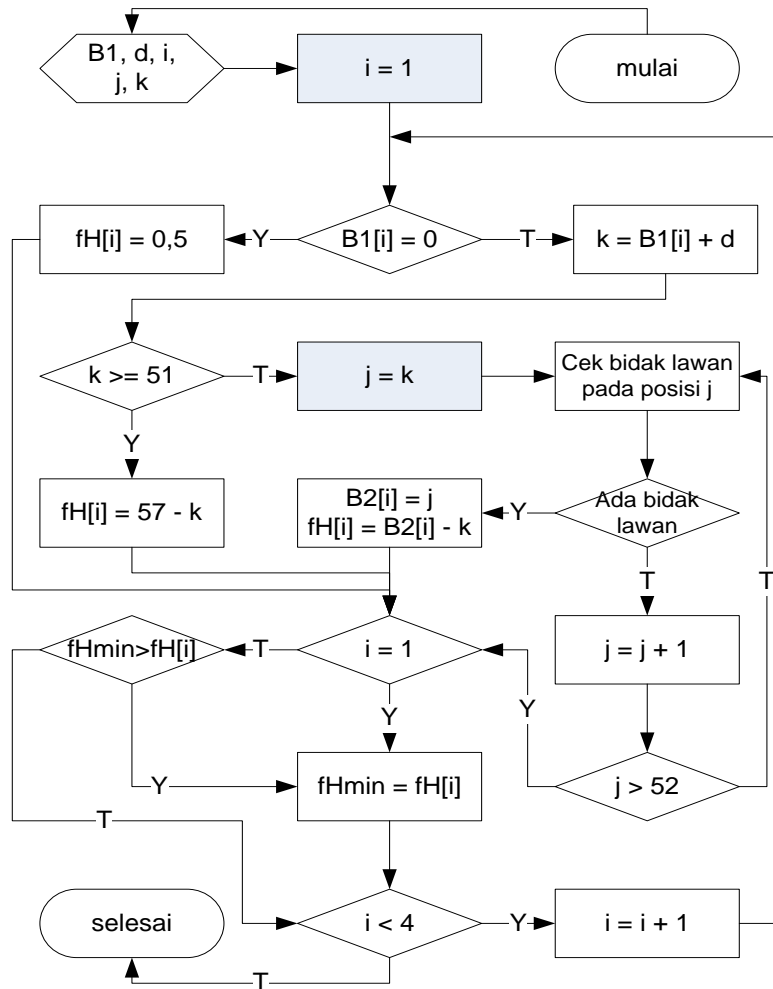 B1, d, i,
j, k
i = 1
mulai
fH[i] = 0,5
Y
B1[i] = 0
T
k = B1[i] + d
k >= 51
T
j = k
Cek bidak lawan
pada posisi j
Y
fH[i] = 57 - k
B2[i] = j
fH[i] = B2[i] - k
Y
Ada bidak
lawan
T
T
fHmin>fH[i]
T
i = 1
j = j + 1
Y
Y
Y
fHmin = fH[i]
j > 52
T
selesai
i < 4
Y
i = i + 1
T